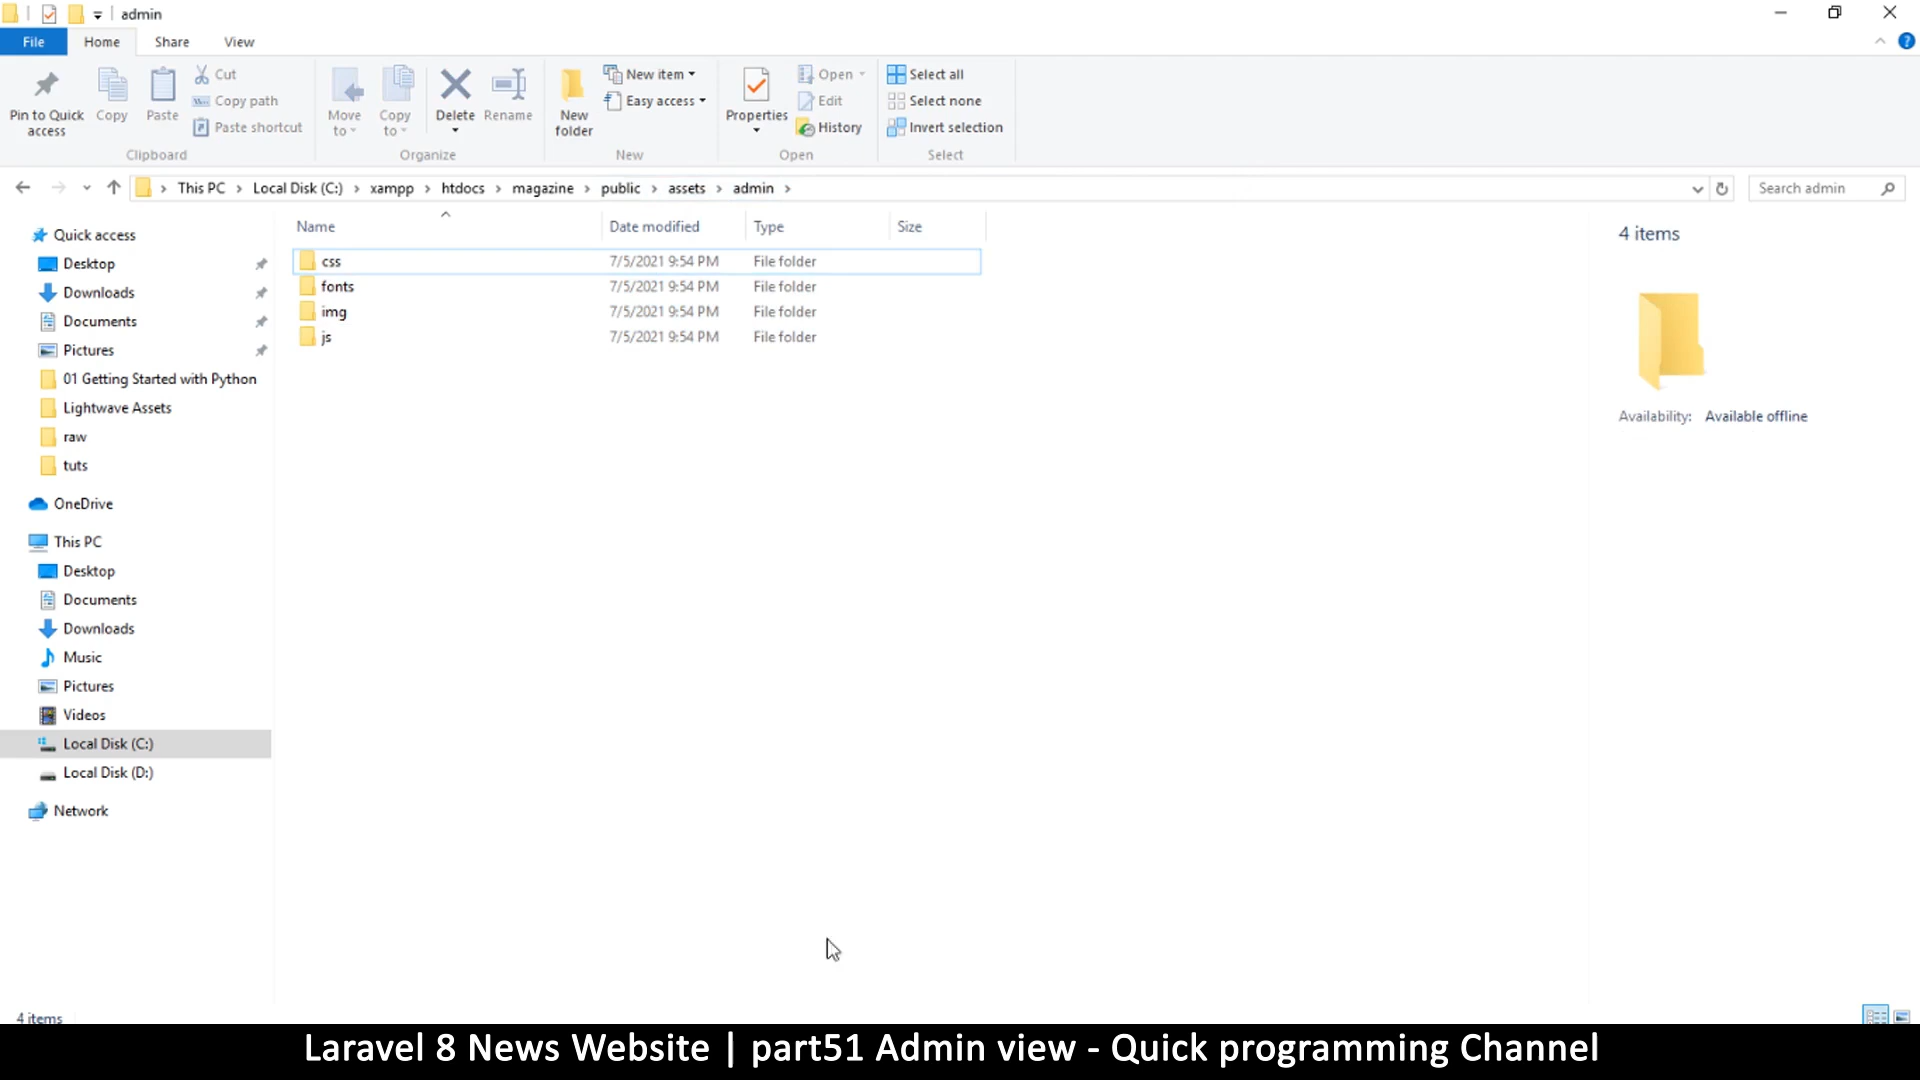 admin
File Home Share View
Pin to Quick access
Copy
Paste
Cut
Copy path
Paste shortcut
Clipboard
Move to
Copy to
Delete
Rename
Organize
New folder
New item
Easy access
New
Properties
Open
Edit
History
Open
Select all
Select none
Invert selection
Select
This PC > Local Disk (C:) > xampp > htdocs > magazine > public > assets > admin >
Search admin
Name Date modified Type Size
css 7/5/2021 9:54 PM File folder
fonts 7/5/2021 9:54 PM File folder
img 7/5/2021 9:54 PM File folder
js 7/5/2021 9:54 PM File folder
Quick access
Desktop
Downloads
Documents
Pictures
01 Getting Started with Python
Lightwave Assets
raw
tuts
OneDrive
This PC
Desktop
Documents
Downloads
Music
Pictures
Videos
Local Disk (C:)
Local Disk (D:)
Network
4 items
Availability: Available offline
4 items
Laravel 8 News Website | part51 Admin view - Quick programming Channel